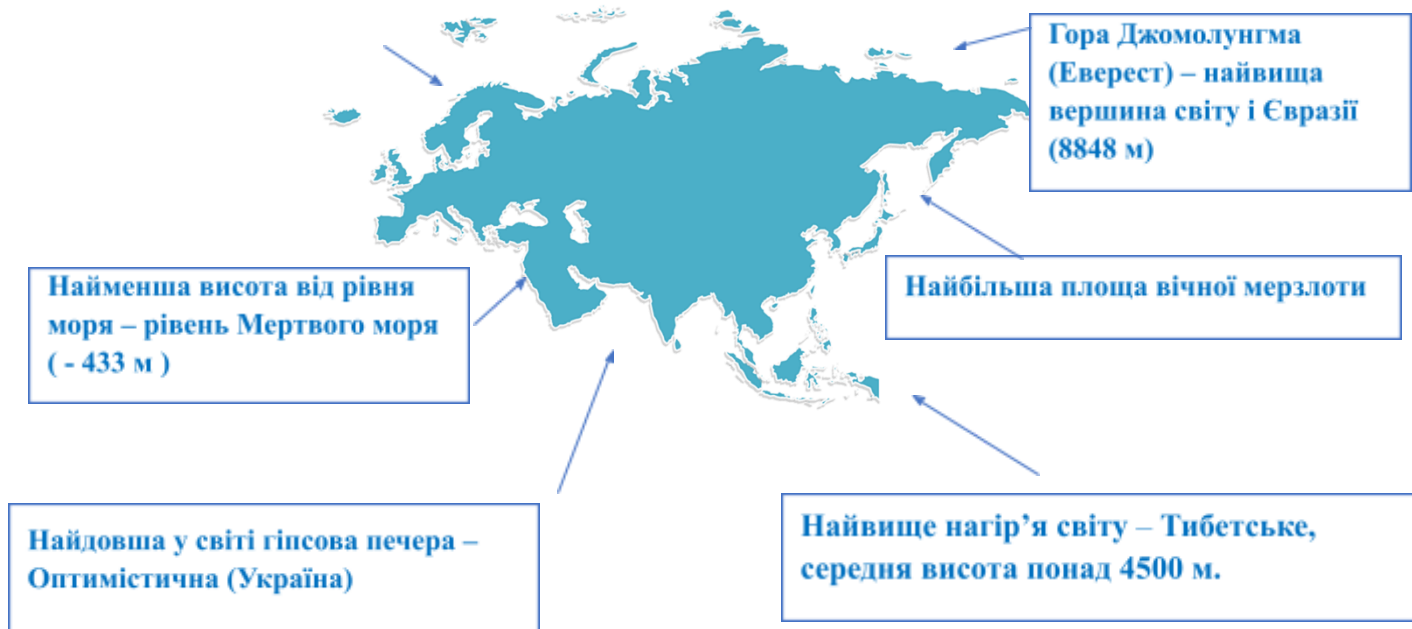 Гора Джомолунгма
(Еверест) – найвища
вершина світу і Євразії
(8848 м)
Найменша висота від рівня
моря – рівень Мертвого моря
( - 433 м )
Найбільша площа вічної мерзлоти
Найдовша у світі гіпсова печера –
Оптимістична (Україна)
Найвище нагір’я світу – Тибетське,
середня висота понад 4500 м.